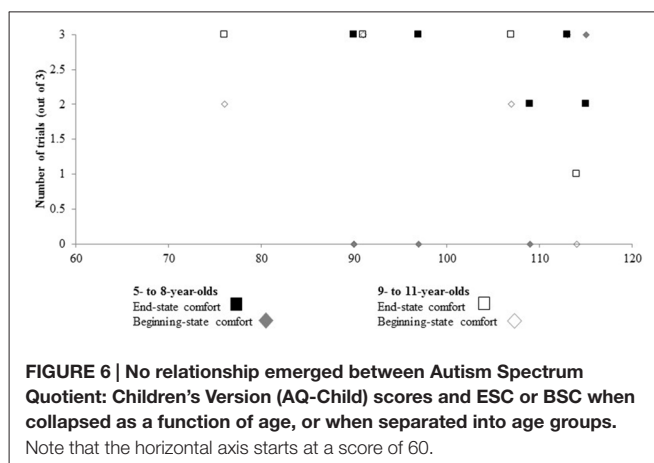 3
2.5
2
1.5
1
0.5
0
Number of trials (out of 3)
60 70 80 90 100 110 120
5- to 8-year-olds
End-state comfort
Beginning-state comfort
9- to 11-year-olds
End-state comfort
Beginning-state comfort
FIGURE 6 | No relationship emerged between Autism Spectrum
Quotient: Children’s Version (AQ-Child) scores and ESC or BSC when
collapsed as a function of age, or when separated into age groups.
Note that the horizontal axis starts at a score of 60.